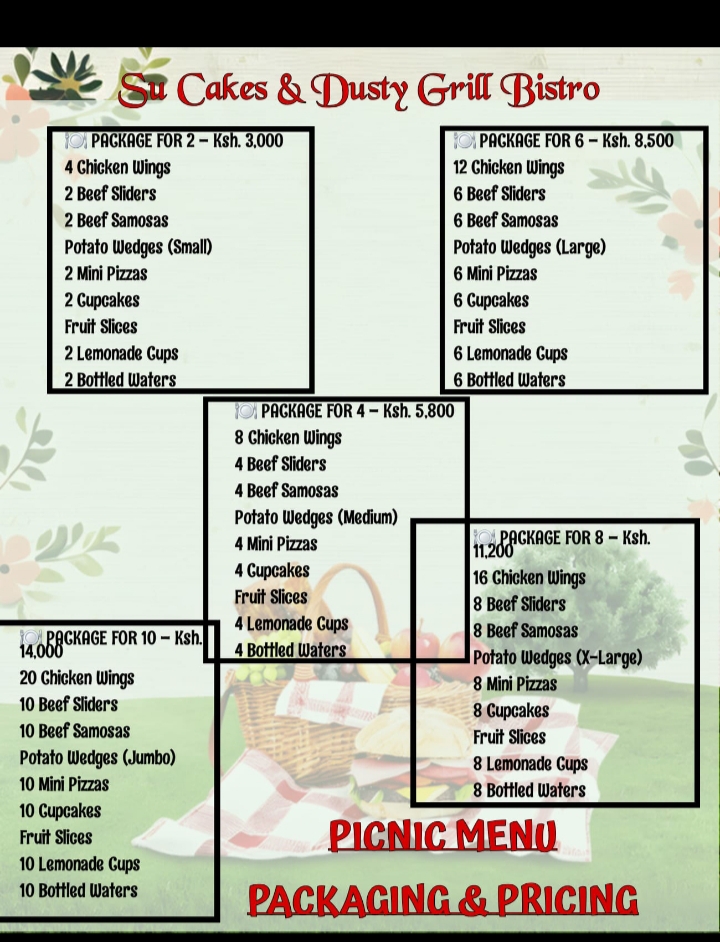 Su Cakes & Dusty Grill Bistro
🍽 PACKAGE FOR 2 – Ksh. 3,000
4 Chicken Wings
2 Beef Sliders
2 Beef Samosas
Potato Wedges (Small)
2 Mini Pizzas
2 Cupcakes
Fruit Slices
2 Lemonade Cups
2 Bottled Waters
🍽 PACKAGE FOR 6 – Ksh. 8,500
12 Chicken Wings
6 Beef Sliders
6 Beef Samosas
Potato Wedges (Large)
6 Mini Pizzas
6 Cupcakes
Fruit Slices
6 Lemonade Cups
6 Bottled Waters
🍽 PACKAGE FOR 4 – Ksh. 5,800
8 Chicken Wings
4 Beef Sliders
4 Beef Samosas
Potato Wedges (Medium)
4 Mini Pizzas
4 Cupcakes
Fruit Slices
4 Lemonade Cups
4 Bottled Waters
🍽 PACKAGE FOR 8 – Ksh.
11,200
16 Chicken Wings
8 Beef Sliders
8 Beef Samosas
Potato Wedges (X-Large)
8 Mini Pizzas
8 Cupcakes
Fruit Slices
8 Lemonade Cups
8 Bottled Waters
🍽 PACKAGE FOR 10 – Ksh.
14,000
20 Chicken Wings
10 Beef Sliders
10 Beef Samosas
Potato Wedges (Jumbo)
10 Mini Pizzas
10 Cupcakes
Fruit Slices
10 Lemonade Cups
10 Bottled Waters
PICNIC MENU
PACKAGING & PRICING